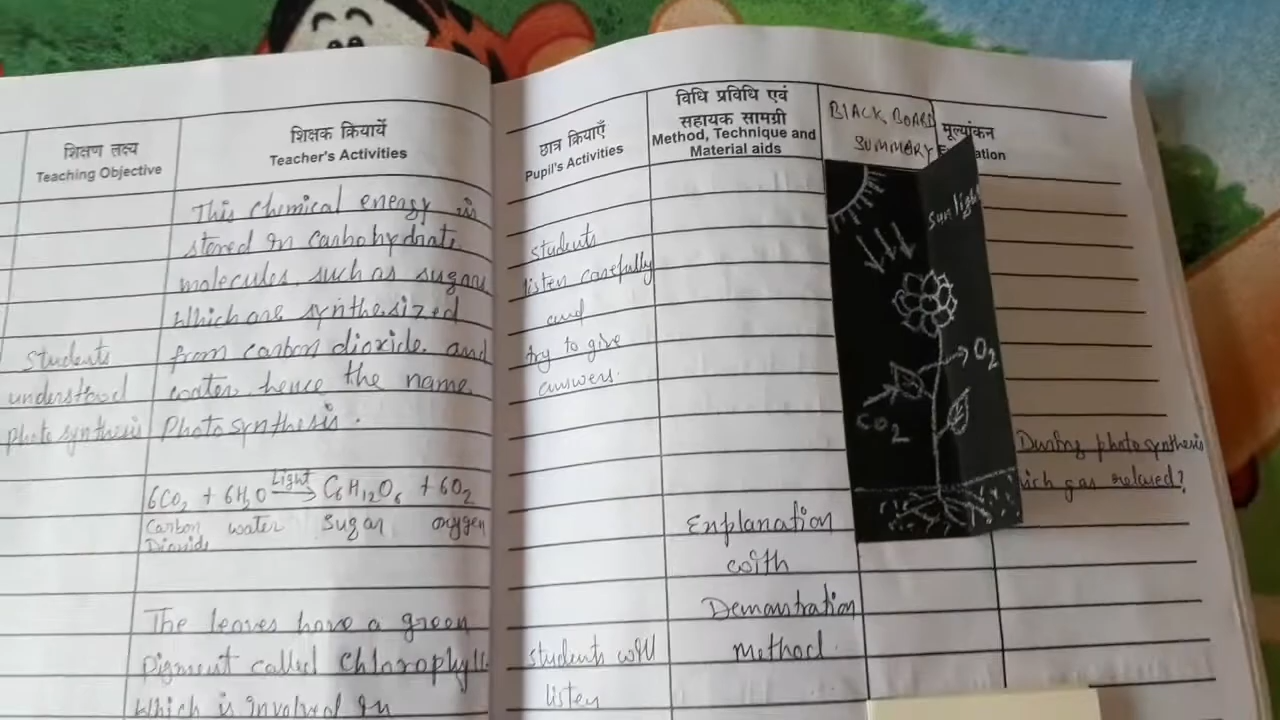 शिक्षण लक्ष्य
Teaching Objective
Students
understood
Photosynthesis
शिक्षक क्रियायें
Teacher's Activities
This chemical energy is
stored in carbohydrate
molecules, such as sugars
which are synthesized
from carbon dioxide and
water, hence the name
Photosynthesis.
6CO2 + 6H2O Light → C6H12O6 + 6O2
Carbon water Sugar oxygen
Dioxide
The leaves have a green
Pigment called Chlorophyll
Which is involved in
छात्र क्रियाएँ
Pupil's Activities
students
listen carefully
and
try to give
answers.
students will
listen
विधि प्रविधि एवं
सहायक सामग्री
Method, Technique and
Material aids
Explanation
with
Demonstration
Method.
BLACK BOARD
SUMMARY
Sunlight
O2
CO2
मूल्यांकन
During photosynthesis
gas released?